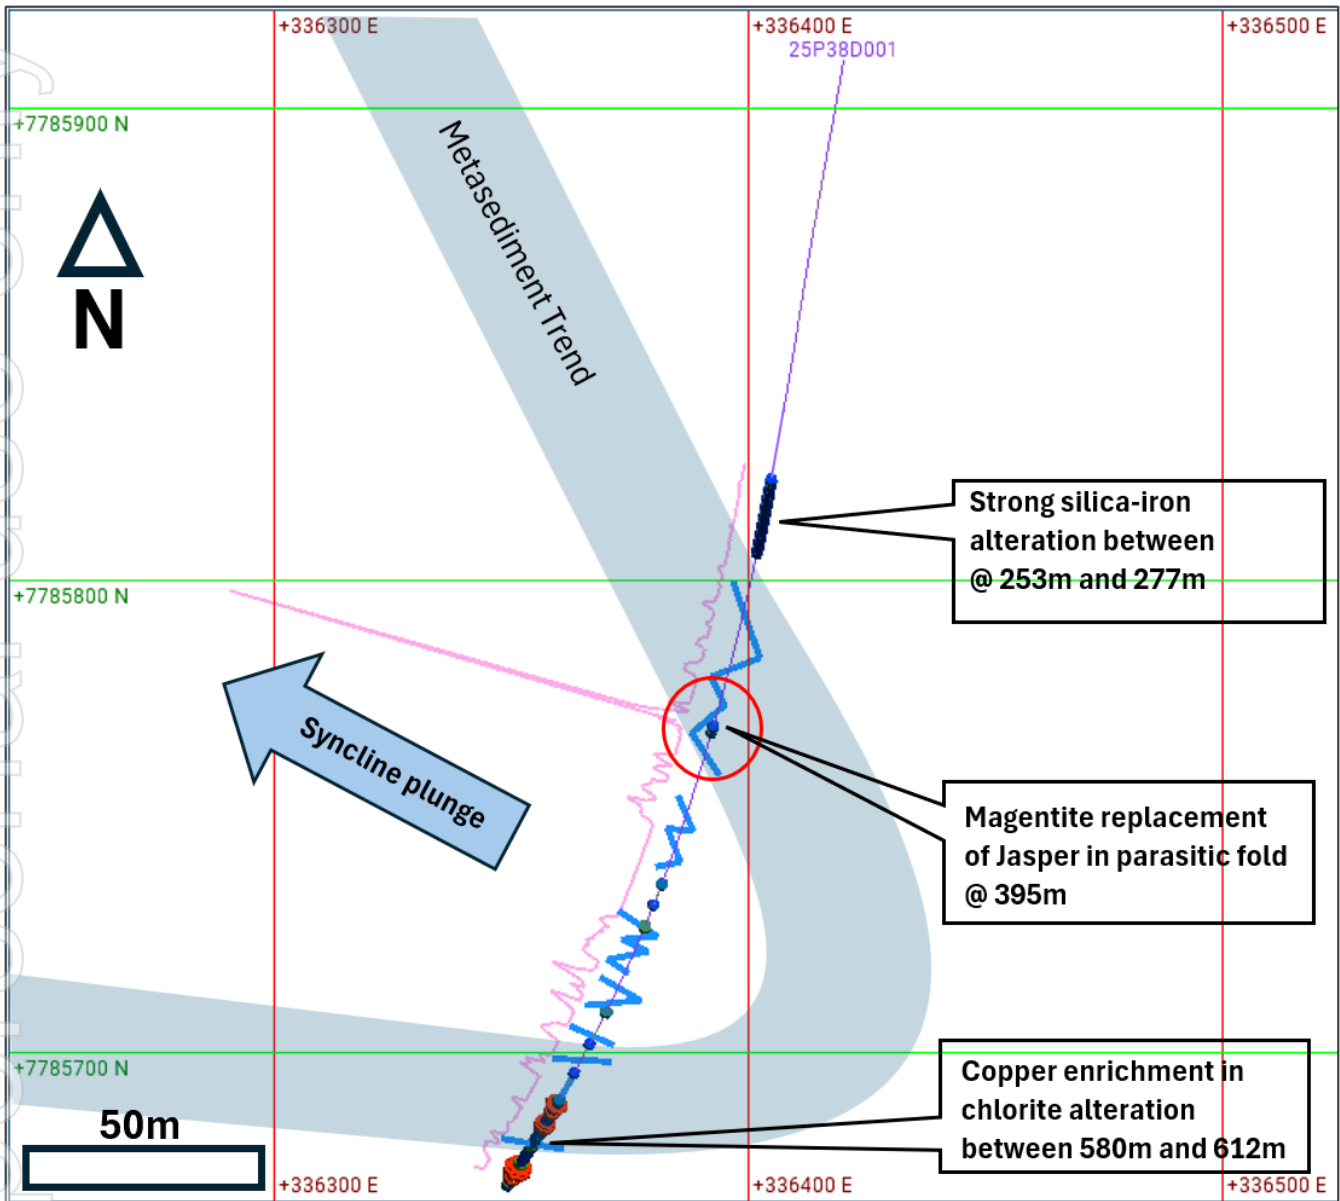 +336300 E
+336400 E
+336500 E
25P38D001
+7785900 N
Metasediment Trend
N
Strong silica-iron
alteration between
@ 253m and 277m
+7785800 N
Syncline plunge
Magentite replacement
of Jasper in parasitic fold
@ 395m
+7785700 N
Copper enrichment in
chlorite alteration
between 580m and 612m
50m
+336300 E
+336400 E
+336500 E